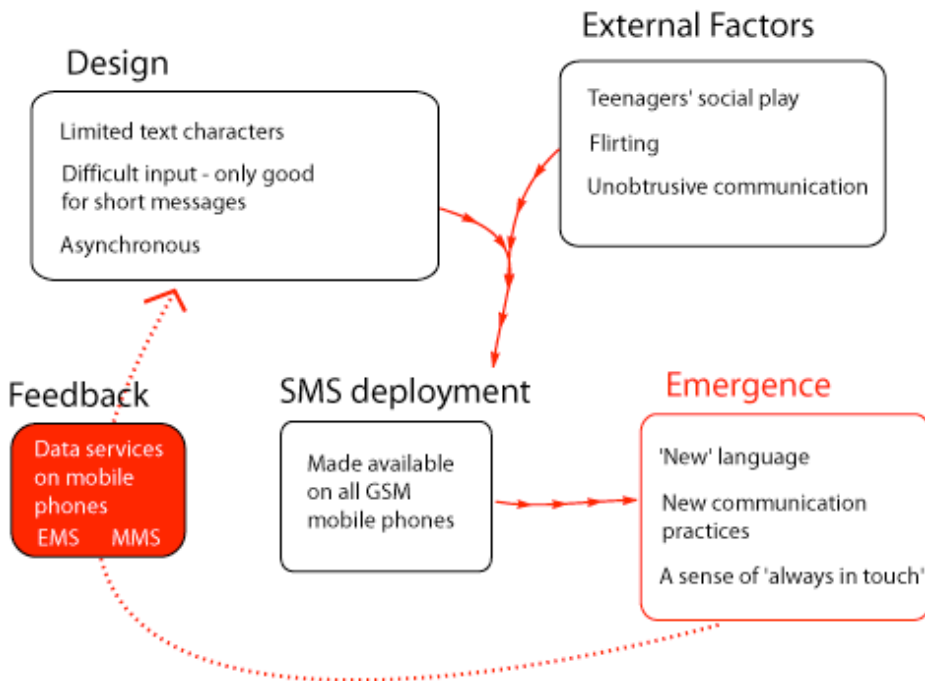 Design
Limited text characters
Difficult input - only good
for short messages
Asynchronous
External Factors
Teenagers' social play
Flirting
Unobtrusive communication
Feedback
Data services
on mobile
phones
EMS MMS
SMS deployment
Made available
on all GSM
mobile phones
Emergence
'New' language
New communication
practices
A sense of 'always in touch'